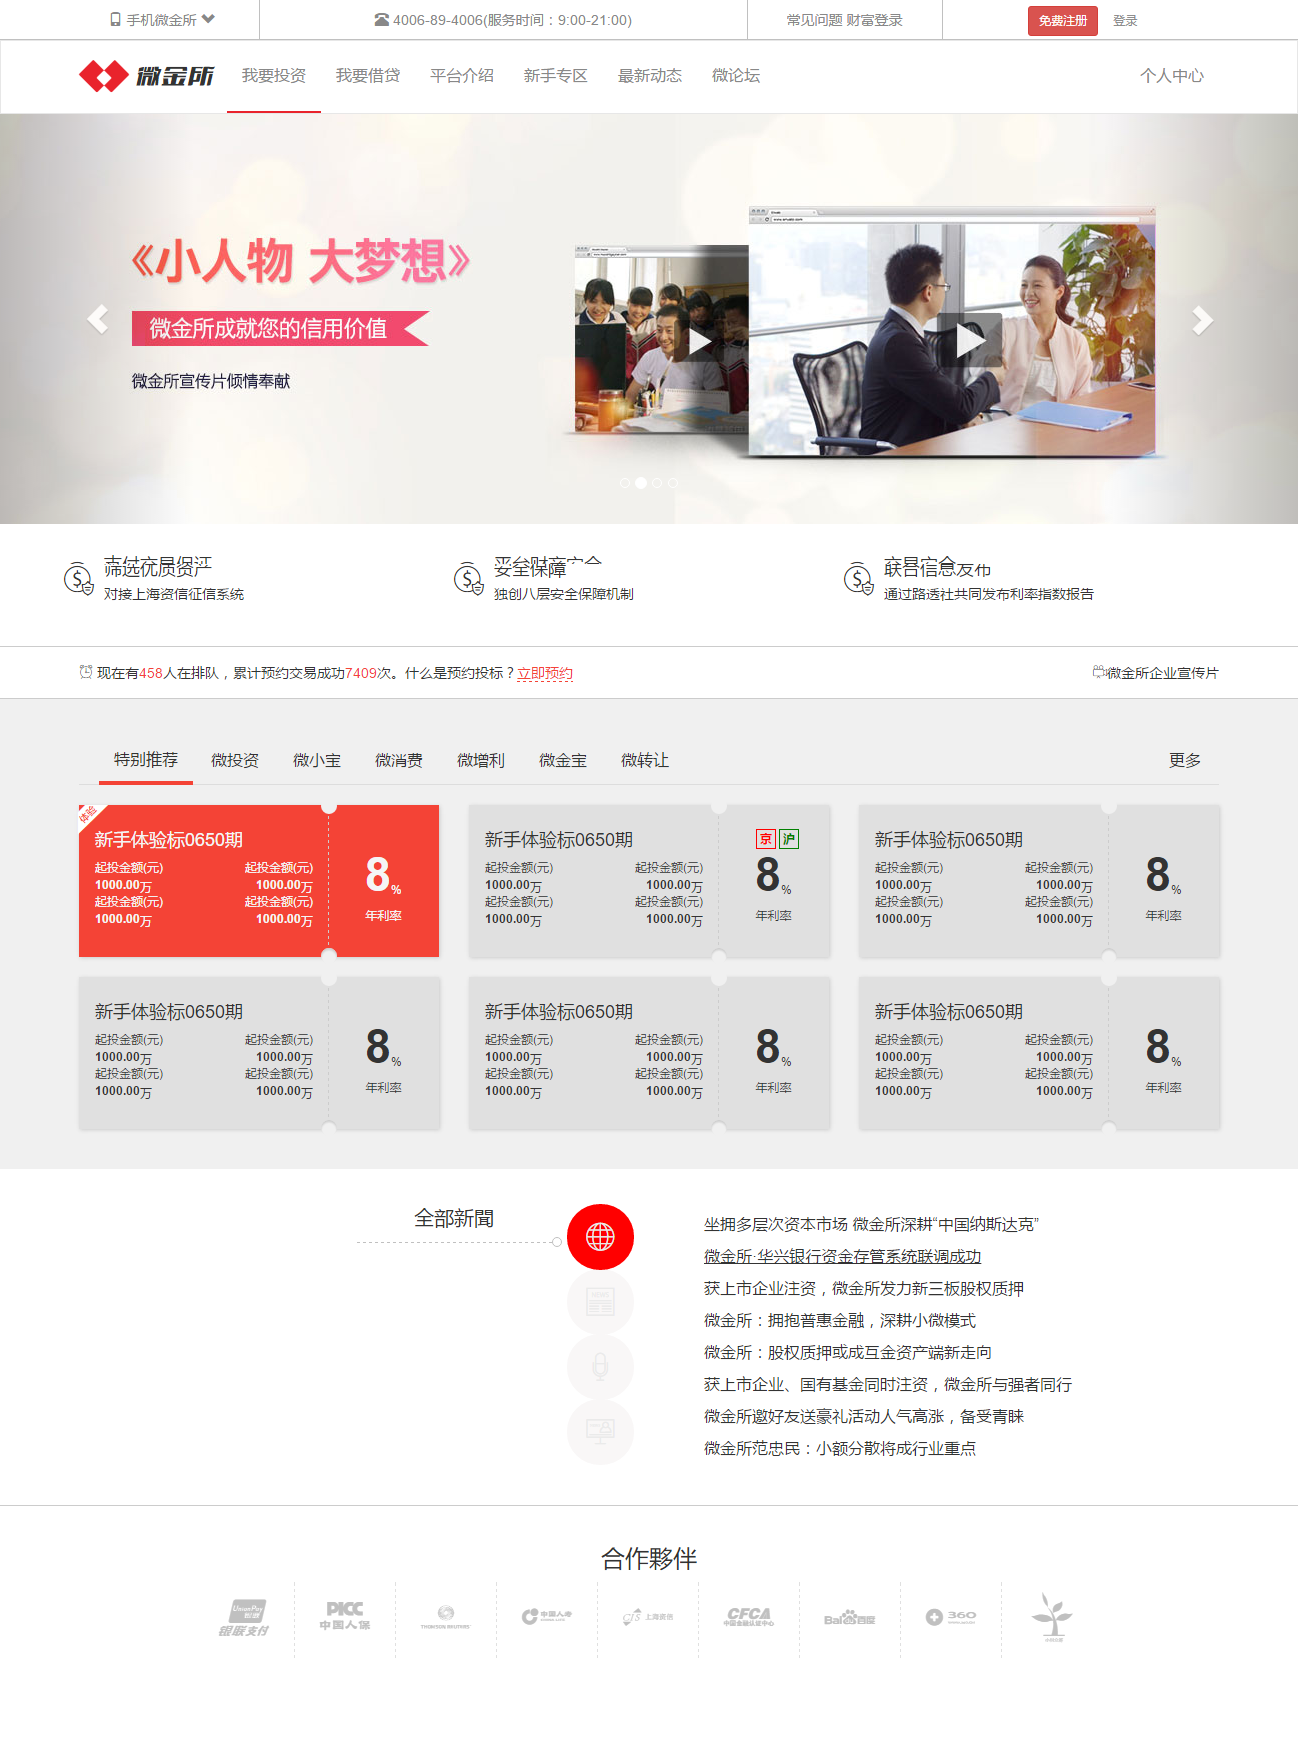 手机微金所
4006-89-4006(服务时间：9:00-21:00)
常见问题 财富登录
免费注册
登录
微金所
我要投资
我要借贷
平台介绍
新手专区
最新动态
微论坛
个人中心
《小人物 大梦想》
微金所成就您的信用价值
微金所宣传片倾情奉献
筛选优质资产
对接上海资信征信系统
安全保障
独创八层安全保障机制
联合信息发布
通过路透社共同发布利率指数报告
现在有458人在排队，累计预约交易成功7409次。什么是预约投标？立即预约
微金所企业宣传片
特别推荐
微投资
微小宝
微消费
微增利
微金宝
微转让
更多
体验
新手体验标0650期
起投金额(元) 起投金额(元)
1000.00万 1000.00万
起投金额(元) 起投金额(元)
1000.00万 1000.00万
8%
年利率
新手体验标0650期
京 沪
起投金额(元) 起投金额(元)
1000.00万 1000.00万
起投金额(元) 起投金额(元)
1000.00万 1000.00万
8%
年利率
新手体验标0650期
起投金额(元) 起投金额(元)
1000.00万 1000.00万
起投金额(元) 起投金额(元)
1000.00万 1000.00万
8%
年利率
新手体验标0650期
起投金额(元) 起投金额(元)
1000.00万 1000.00万
起投金额(元) 起投金额(元)
1000.00万 1000.00万
8%
年利率
新手体验标0650期
起投金额(元) 起投金额(元)
1000.00万 1000.00万
起投金额(元) 起投金额(元)
1000.00万 1000.00万
8%
年利率
新手体验标0650期
起投金额(元) 起投金额(元)
1000.00万 1000.00万
起投金额(元) 起投金额(元)
1000.00万 1000.00万
8%
年利率
全部新聞
坐拥多层次资本市场 微金所深耕“中国纳斯达克”
微金所·华兴银行资金存管系统联调成功
获上市企业注资，微金所发力新三板股权质押
微金所：拥抱普惠金融，深耕小微模式
微金所：股权质押或成互金资产端新走向
获上市企业、国有基金同时注资，微金所与强者同行
微金所邀好友送豪礼活动人气高涨，备受青睐
微金所范忠民：小额分散将成行业重点
合作夥伴
UnionPay
银联
银联支付
PICC
中国人保
THOMSON REUTERS
中国人寿
CIS 上海资信
CFCA
中国金融认证中心
Bai 百度
360